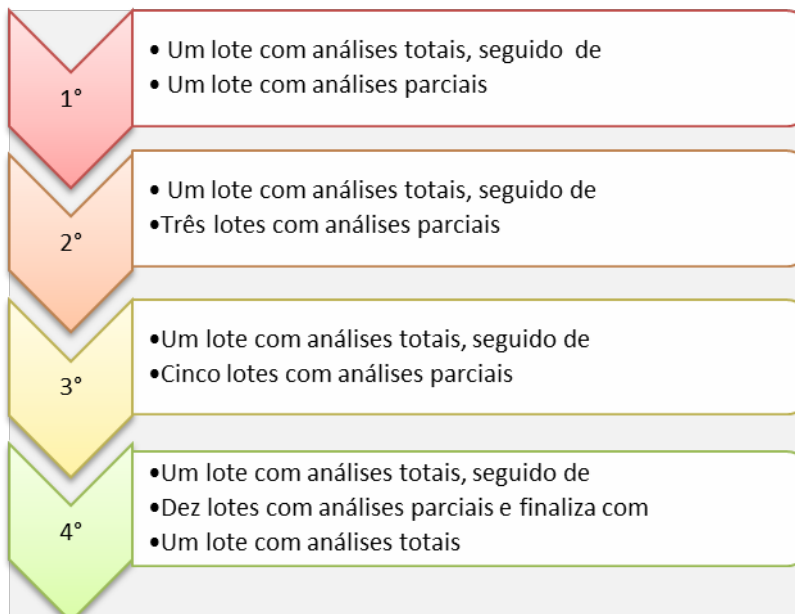 1°
• Um lote com análises totais, seguido de
• Um lote com análises parciais
2°
• Um lote com análises totais, seguido de
•Três lotes com análises parciais
3°
•Um lote com análises totais, seguido de
•Cinco lotes com análises parciais
4°
•Um lote com análises totais, seguido de
•Dez lotes com análises parciais e finaliza com
•Um lote com análises totais